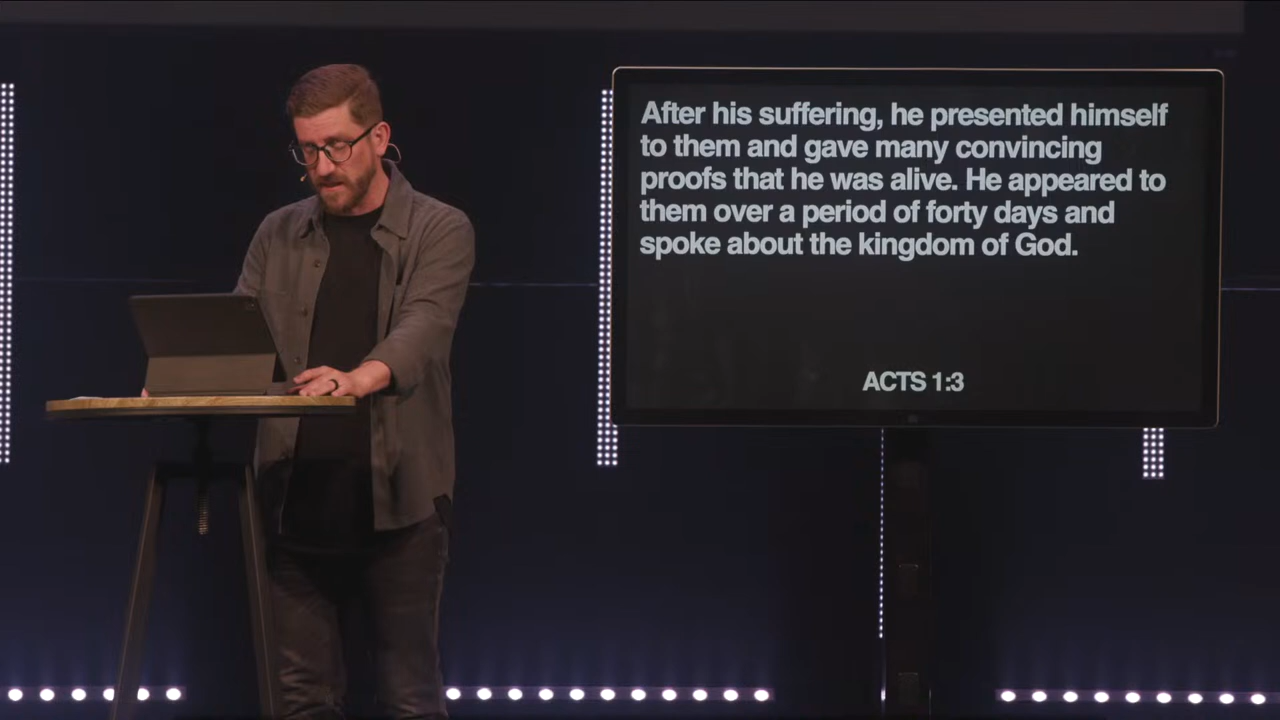 After his suffering, he presented himself
to them and gave many convincing
proofs that he was alive. He appeared to
them over a period of forty days and
spoke about the kingdom of God.
ACTS 1:3